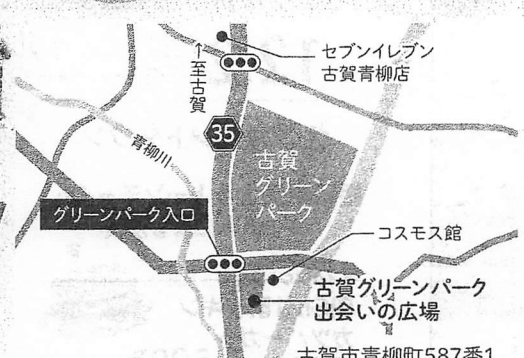 セブンイレブン
古賀青柳店
↑至古賀
青柳川
35
古賀
グリーン
パーク
グリーンパーク入口
コスモス館
古賀グリーンパーク
出会いの広場
古賀市青柳町587番1